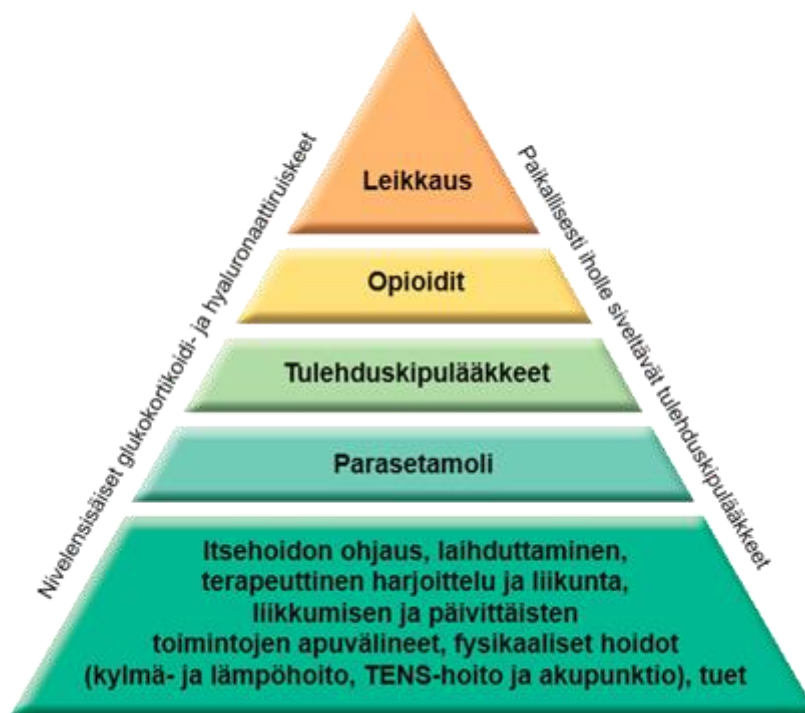 Nivelensisäiset glukokortikoidi- ja hyaluronaattiruiskeet
Paikallisesti iholle siveltävät tulehduskipulääkkeet
Leikkaus
Opioidit
Tulehduskipulääkkeet
Parasetamoli
Itsehoidon ohjaus, laihduttaminen,
terapeuttinen harjoittelu ja liikunta,
liikkumisen ja päivittäisten
toimintojen apuvälineet, fysikaaliset hoidot
(kylmä- ja lämpöhoito, TENS-hoito ja akupunktio), tuet